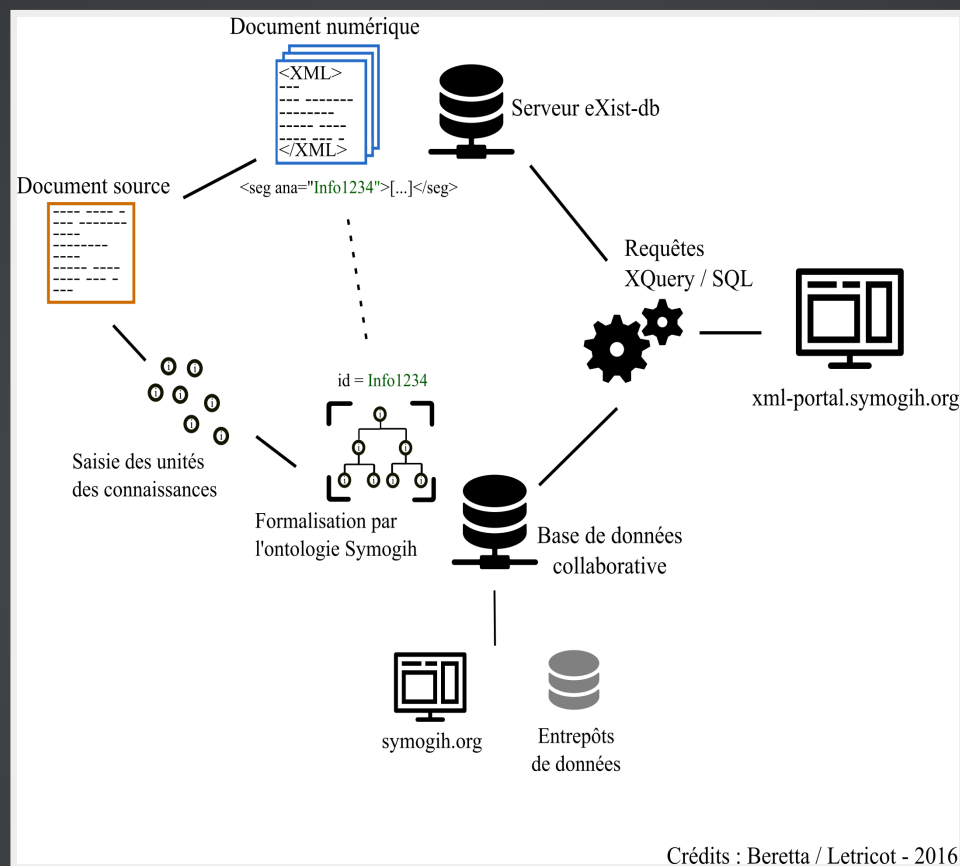 Document numérique
<XML>
</XML>
Serveur eXist-db
Document source
<seg ana="Info1234">[...]</seg>
Requêtes
XQuery / SQL
xml-portal.symogih.org
id = Info1234
i i
i i i
i i
i
i i
i i i i
Saisie des unités
des connaissances
Formalisation par
l'ontologie Symogih
Base de données
collaborative
symogih.org
Entrepôts
de données
Crédits : Beretta / Letricot - 2016